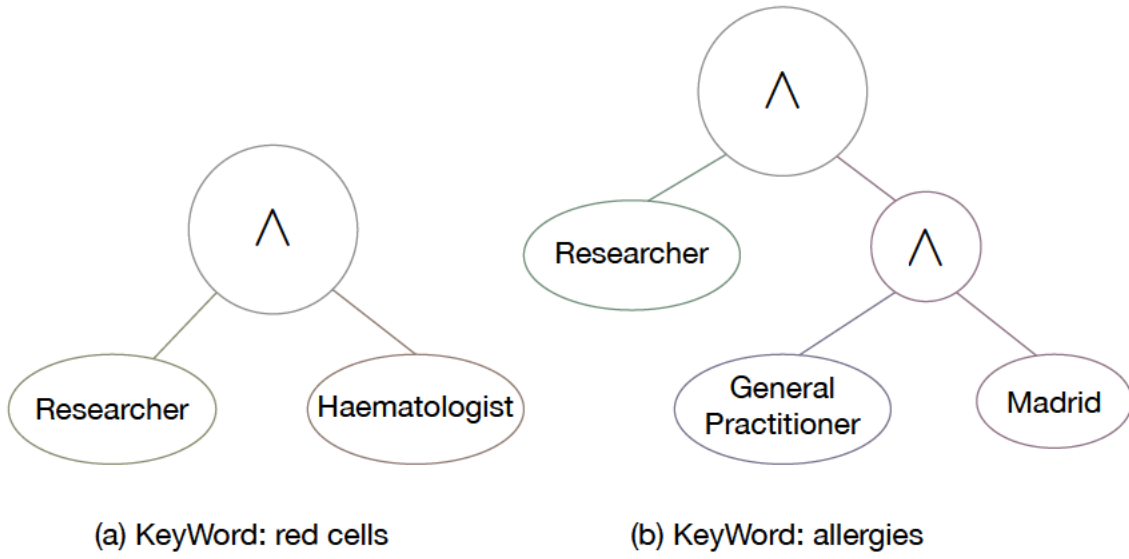 ∧
Researcher
Haematologist
(a) KeyWord: red cells
∧
Researcher
∧
General
Practitioner
Madrid
(b) KeyWord: allergies